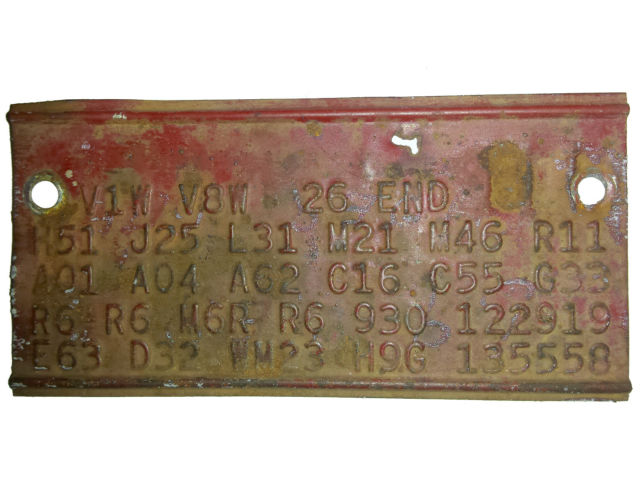 V1W V8W 26 END
H51 J25 L31 M21 M46 R11
A01 A04 A62 C16 C55 G33
R6 R6 M6R R6 930 122919
E63 D32 WM23 H9G 135558